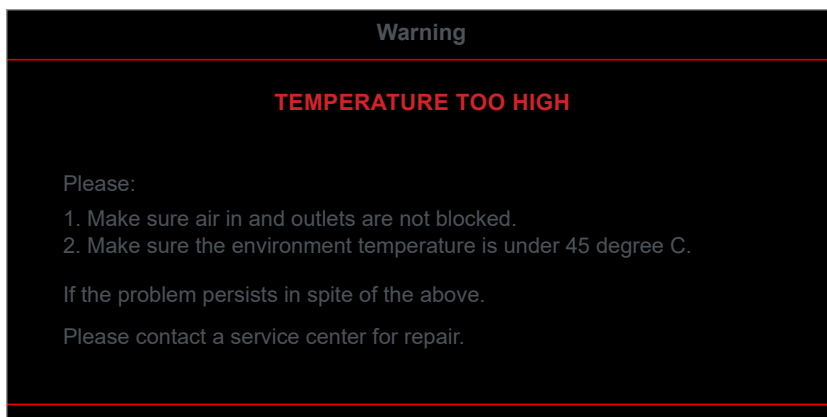 Warning
TEMPERATURE TOO HIGH
Please:
1. Make sure air in and outlets are not blocked.
2. Make sure the environment temperature is under 45 degree C.
If the problem persists in spite of the above.
Please contact a service center for repair.